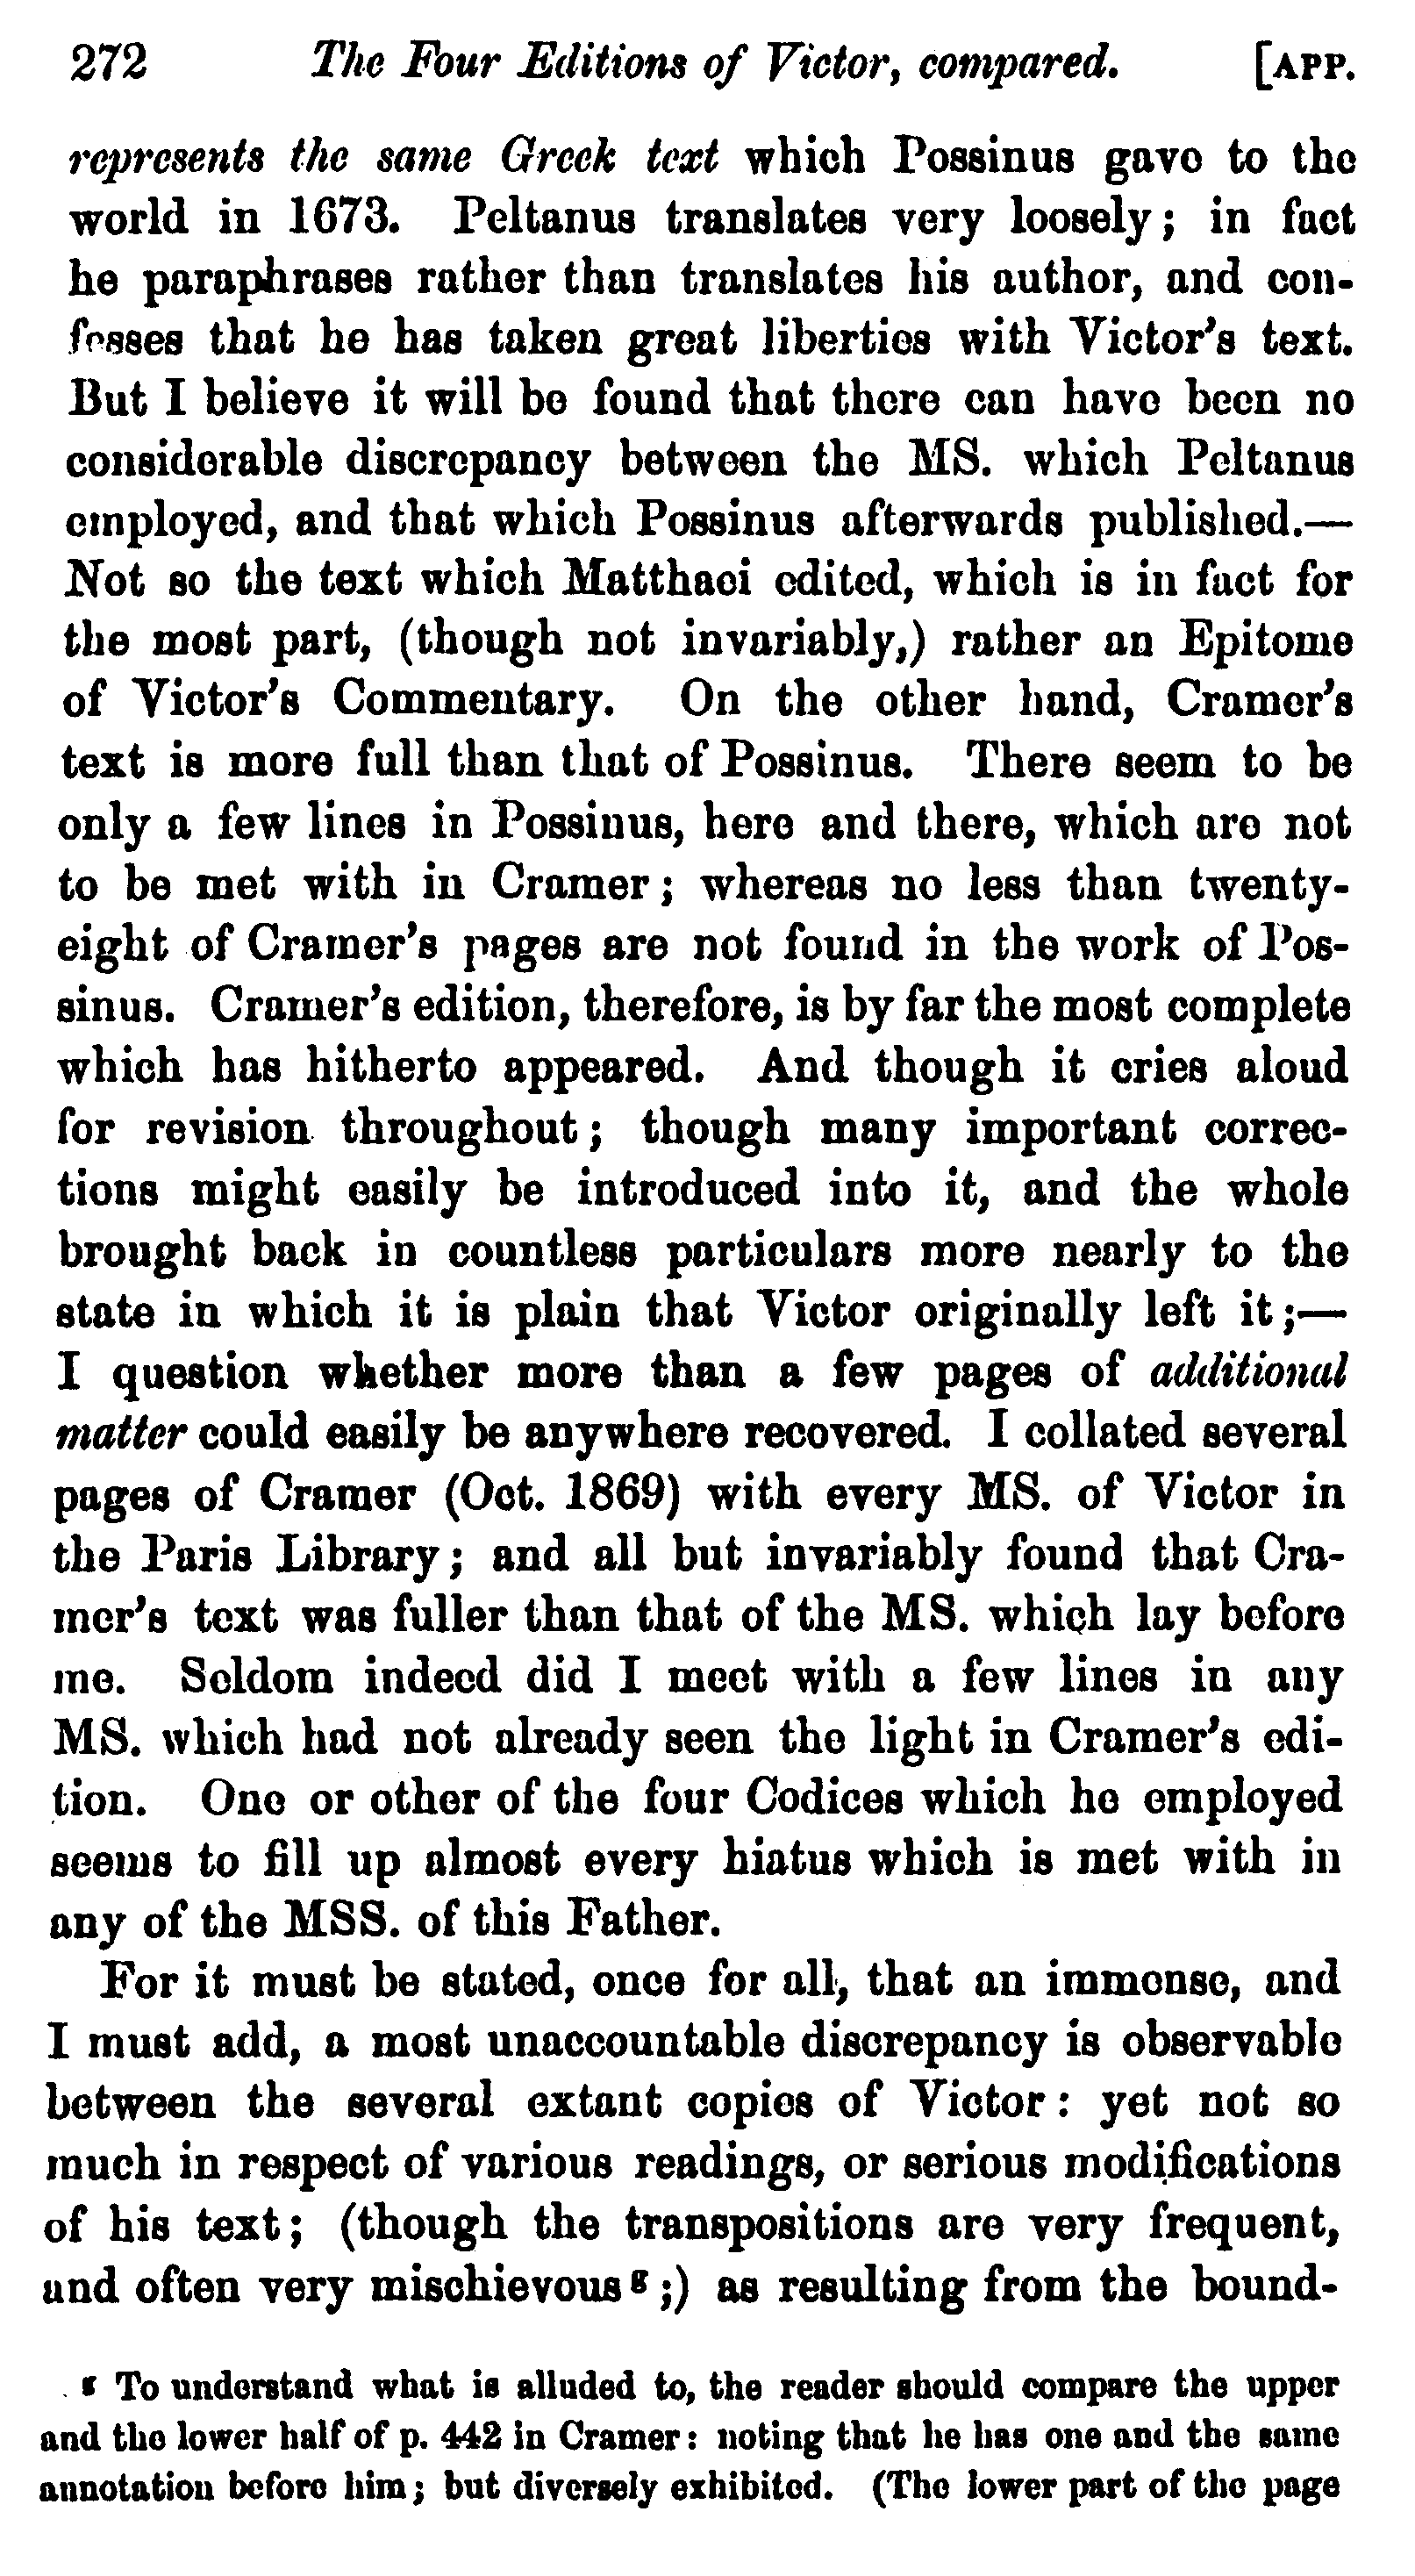 272 The Four Editions of Victor, compared. [APP.
represents the same Greek text which Possinus gave to the
world in 1673. Peltanus translates very loosely; in fact
he paraphrases rather than translates his author, and con-
fesses that he has taken great liberties with Victor's text.
But I believe it will be found that there can have been no
considerable discrepancy between the MS. which Peltanus
employed, and that which Possinus afterwards published.—
Not so the text which Matthaei edited, which is in fact for
the most part, (though not invariably,) rather an Epitome
of Victor's Commentary. On the other hand, Cramer's
text is more full than that of Possinus. There seem to be
only a few lines in Possinus, here and there, which are not
to be met with in Cramer; whereas no less than twenty-
eight of Cramer's pages are not found in the work of Pos-
sinus. Cramer's edition, therefore, is by far the most complete
which has hitherto appeared. And though it cries aloud
for revision throughout; though many important correc-
tions might easily be introduced into it, and the whole
brought back in countless particulars more nearly to the
state in which it is plain that Victor originally left it;—
I question whether more than a few pages of additional
matter could easily be anywhere recovered. I collated several
pages of Cramer (Oct. 1869) with every MS. of Victor in
the Paris Library; and all but invariably found that Cra-
mer's text was fuller than that of the MS. which lay before
me. Seldom indeed did I meet with a few lines in any
MS. which had not already seen the light in Cramer's edi-
tion. One or other of the four Codices which he employed
seems to fill up almost every hiatus which is met with in
any of the MSS. of this Father.
For it must be stated, once for all, that an immense, and
I must add, a most unaccountable discrepancy is observable
between the several extant copies of Victor: yet not so
much in respect of various readings, or serious modifications
of his text; (though the transpositions are very frequent,
and often very mischievous g;) as resulting from the bound-
g To understand what is alluded to, the reader should compare the upper
and the lower half of p. 442 in Cramer: noting that he has one and the same
annotation before him; but diversely exhibited. (The lower part of the page